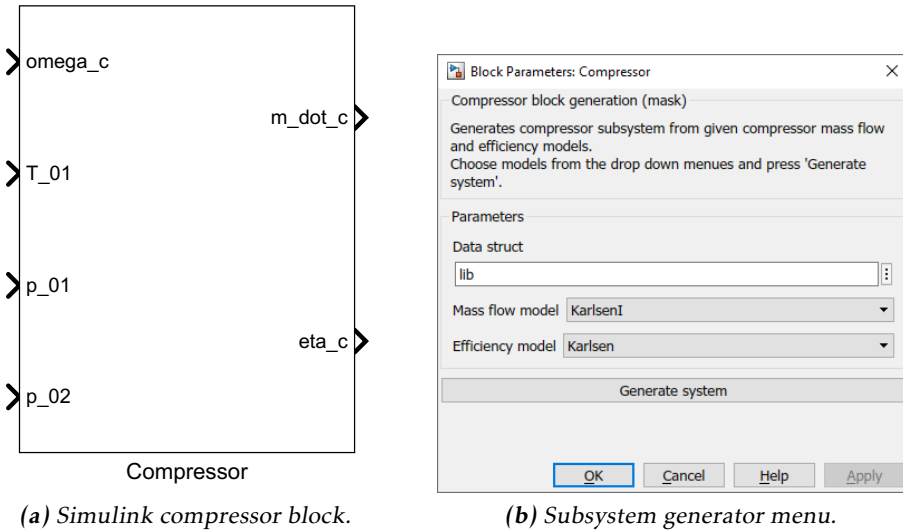 omega_c
m_dot_c
T_01
p_01
eta_c
p_02
Compressor
(a) Simulink compressor block.
Block Parameters: Compressor
Compressor block generation (mask)
Generates compressor subsystem from given compressor mass flow
and efficiency models.
Choose models from the drop down menues and press 'Generate
system'.
Parameters
Data struct
lib
Mass flow model KarlsenI
Efficiency model Karlsen
Generate system
OK Cancel Help Apply
(b) Subsystem generator menu.